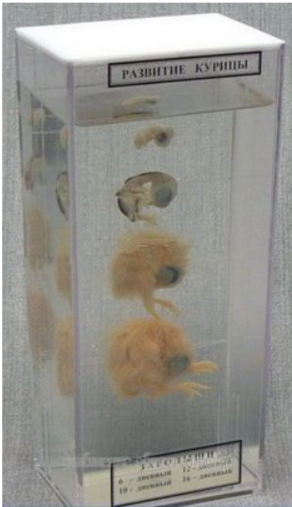 РАЗВИТИЕ КУРИЦЫ
ЗАРОДЫШИ
6 - дневный 12 - дневный
10 - дневный 16 - дневный